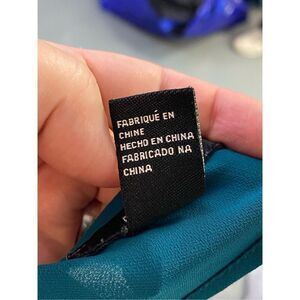 FABRIQUÉ EN
CHINE
HECHO EN CHINA
FABRICADO NA
CHINA